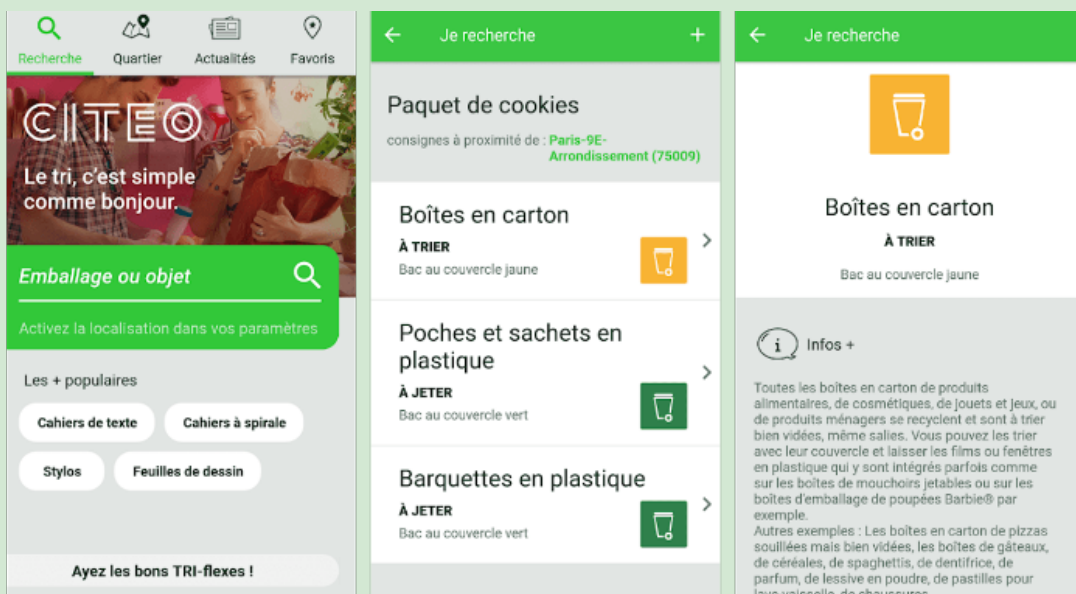 Recherche
Quartier
Actualités
Favoris
CITEO
Le tri, c'est simple
comme bonjour.
Emballage ou objet
Activez la localisation dans vos paramètres
Les + populaires
Cahiers de texte
Cahiers à spirale
Stylos
Feuilles de dessin
Ayez les bons TRI-flexes !
Je recherche
+
Paquet de cookies
consignes à proximité de : Paris-9E-
Arrondissement (75009)
Boîtes en carton
À TRIER
Bac au couvercle jaune
Poches et sachets en
plastique
À JETER
Bac au couvercle vert
Barquettes en plastique
À JETER
Bac au couvercle vert
Je recherche
Boîtes en carton
À TRIER
Bac au couvercle jaune
i
Infos +
Toutes les boîtes en carton de produits
alimentaires, de cosmétiques, de jouets et jeux, ou
de produits ménagers se recyclent et sont à trier
bien vidées, même salies. Vous pouvez les trier
avec leur couvercle et laisser les films ou fenêtres
en plastique qui y sont intégrés parfois comme
sur les boîtes de mouchoirs jetables ou sur les
boîtes d'emballage de poupées Barbie® par
exemple.
Autres exemples : Les boîtes en carton de pizzas
souillées mais bien vidées, les boîtes de gâteaux,
de céréales, de spaghettis, de dentifrice, de
parfum, de lessive en poudre, de pastilles pour
lave vaisselle, de chaussures